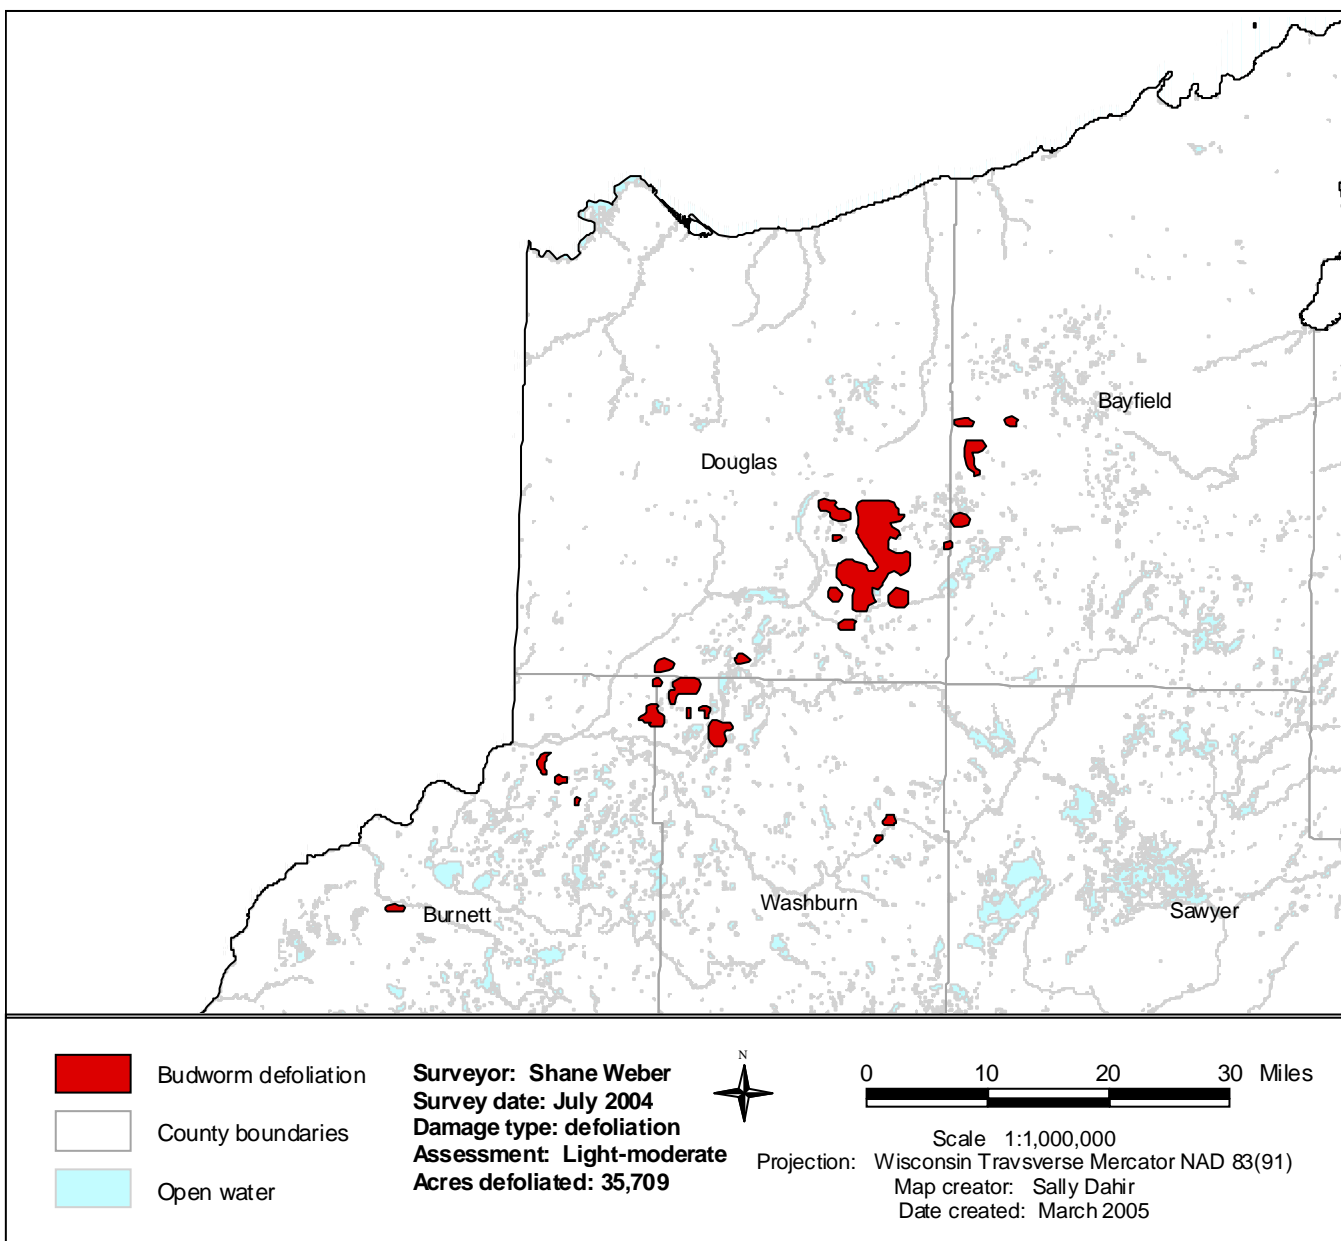 Bayfield
Douglas
Burnett
Washburn
Sawyer
Budworm defoliation
County boundaries
Open water
Surveyor: Shane Weber
Survey date: July 2004
Damage type: defoliation
Assessment: Light-moderate
Acres defoliated: 35,709
N
0 10 20 30 Miles
Scale 1:1,000,000
Projection: Wisconsin Travsverse Mercator NAD 83(91)
Map creator: Sally Dahir
Date created: March 2005